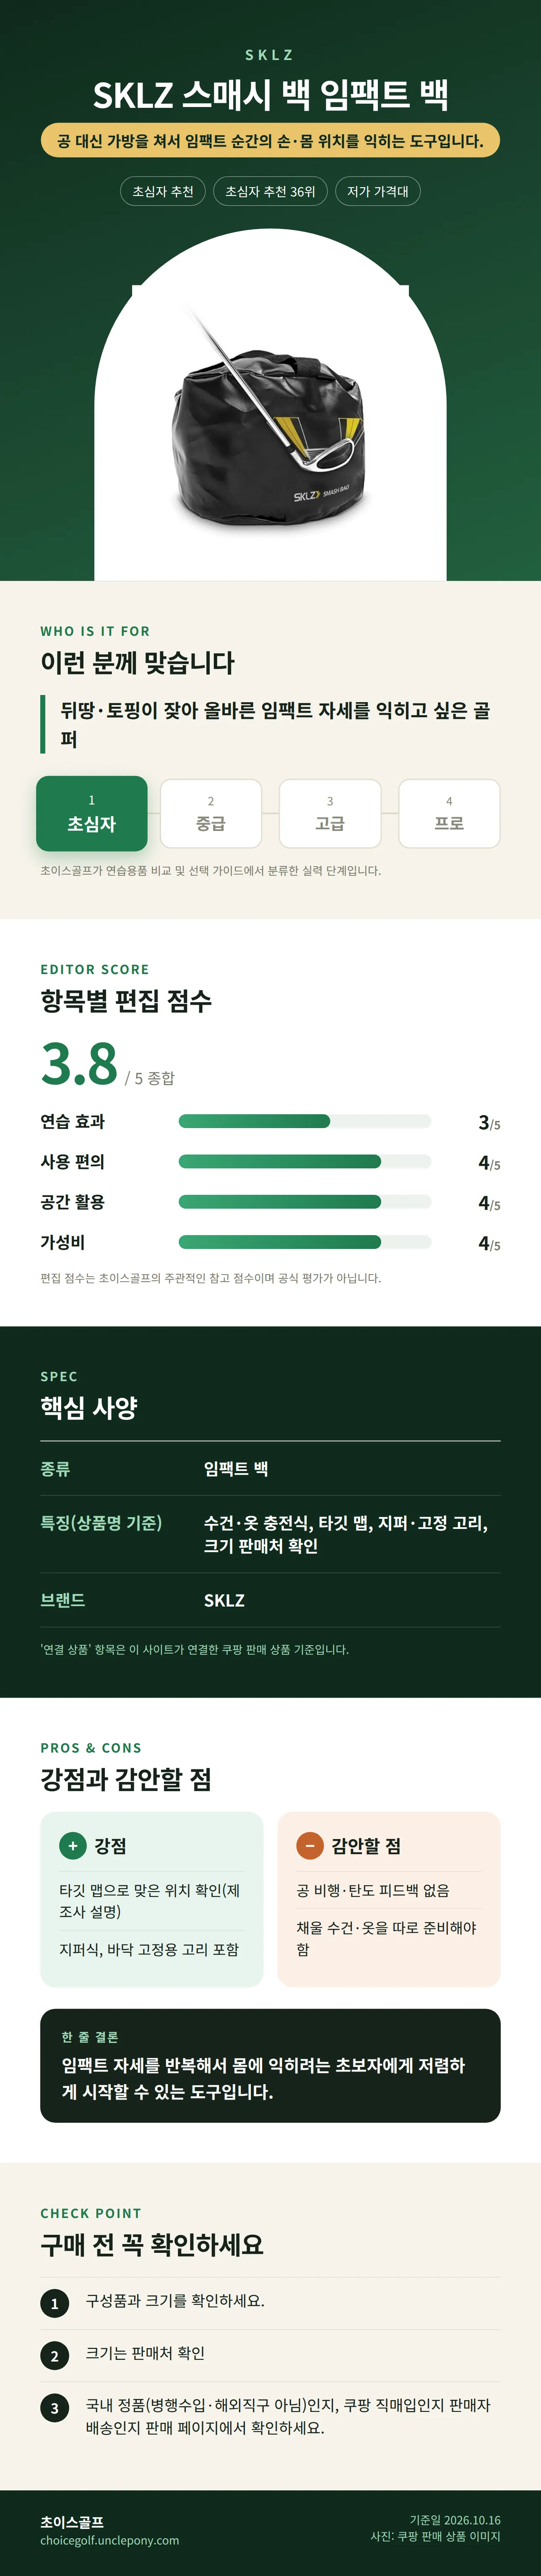 SKLZ
SKLZ 스매시 백 임팩트 백
공 대신 가방을 쳐서 임팩트 순간의 손·몸 위치를 익히는 도구입니다.
초심자 추천
초심자 추천 36위
저가 가격대
SKLZ SMASH BAG
WHO IS IT FOR
이런 분께 맞습니다
뒤땅·토핑이 잦아 올바른 임팩트 자세를 익히고 싶은 골
퍼
1
초심자
2
중급
3
고급
4
프로
초이스골프가 연습용품 비교 및 선택 가이드에서 분류한 실력 단계입니다.
EDITOR SCORE
항목별 편집 점수
3.8 / 5 종합
연습 효과 3/5
사용 편의 4/5
공간 활용 4/5
가성비 4/5
편집 점수는 초이스골프의 주관적인 참고 점수이며 공식 평가가 아닙니다.
SPEC
핵심 사양
종류 임팩트 백
특징(상품명 기준) 수건·옷 충전식, 타깃 맵, 지퍼·고정 고리,
크기 판매처 확인
브랜드 SKLZ
'연결 상품' 항목은 이 사이트가 연결한 쿠팡 판매 상품 기준입니다.
PROS & CONS
강점과 감안할 점
+ 강점
타깃 맵으로 맞은 위치 확인(제
조사 설명)
지퍼식, 바닥 고정용 고리 포함
− 감안할 점
공 비행·탄도 피드백 없음
채울 수건·옷을 따로 준비해야
함
한 줄 결론
임팩트 자세를 반복해서 몸에 익히려는 초보자에게 저렴하
게 시작할 수 있는 도구입니다.
CHECK POINT
구매 전 꼭 확인하세요
1 구성품과 크기를 확인하세요.
2 크기는 판매처 확인
3 국내 정품(병행수입·해외직구 아님)인지, 쿠팡 직매입인지 판매자
배송인지 판매 페이지에서 확인하세요.
초이스골프
choicegolf.unclepony.com
기준일 2026.10.16
사진: 쿠팡 판매 상품 이미지